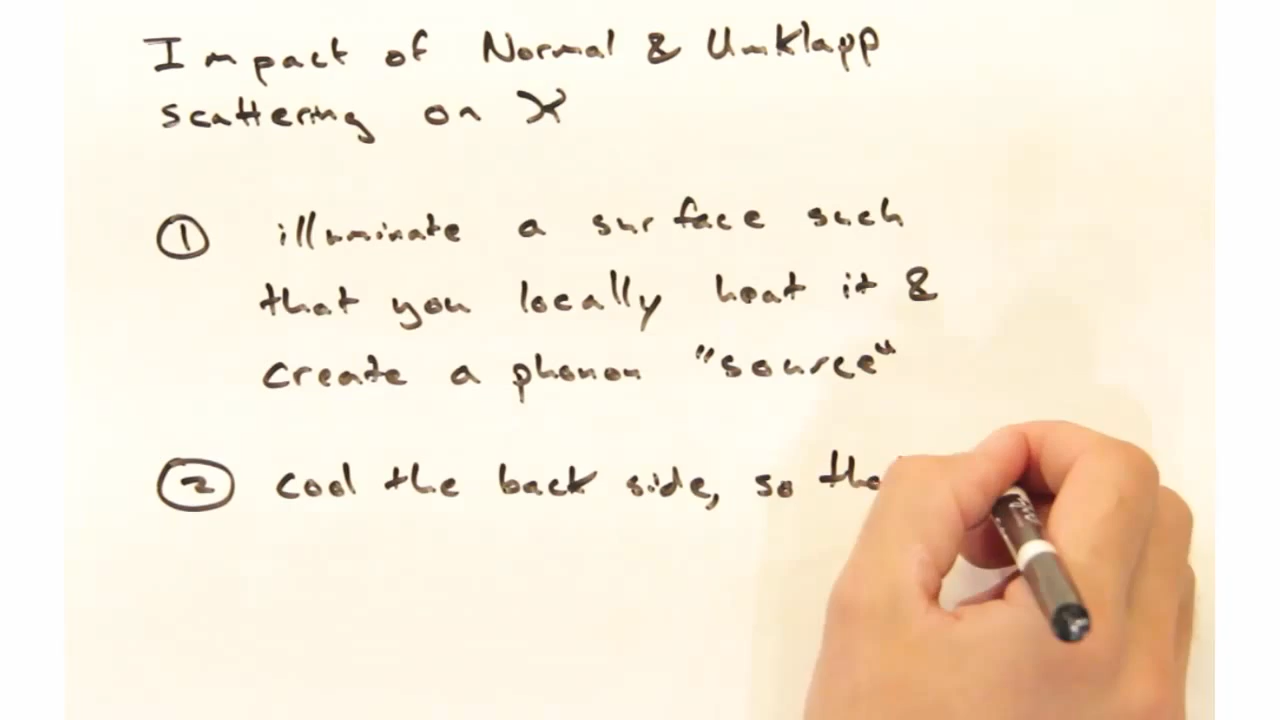 Impact of Normal & Umklapp
scattering on ϰ
① illuminate a surface such
that you locally heat it &
create a phonon "source"
② cool the back side, so